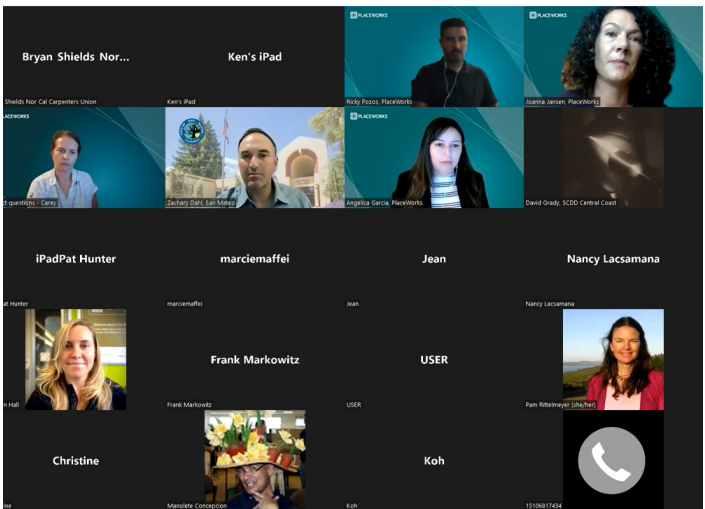 Bryan Shields Nor...
Shields Nor Cal Carpenters Union
Ken's iPad
Ken's iPad
PLACEWORKS
Ricky Pozos, PlaceWorks
PLACEWORKS
Joanna Jansen, PlaceWorks
LACEWORKS
ct questions - Carey
Zachary Dahl, San Mateo
PLACEWORKS
Angelica Garcia, PlaceWorks
David Grady, SCDD Central Coast
iPadPat Hunter
at Hunter
marciemaffei
marciemaffei
Jean
Jean
Nancy Lacsamana
Nancy Lacsamana
n Hall
Frank Markowitz
Frank Markowitz
USER
USER
Pam Rittelmeyer (she/her)
Christine
ine
Manolete Concepcion
Koh
Koh
15106817434